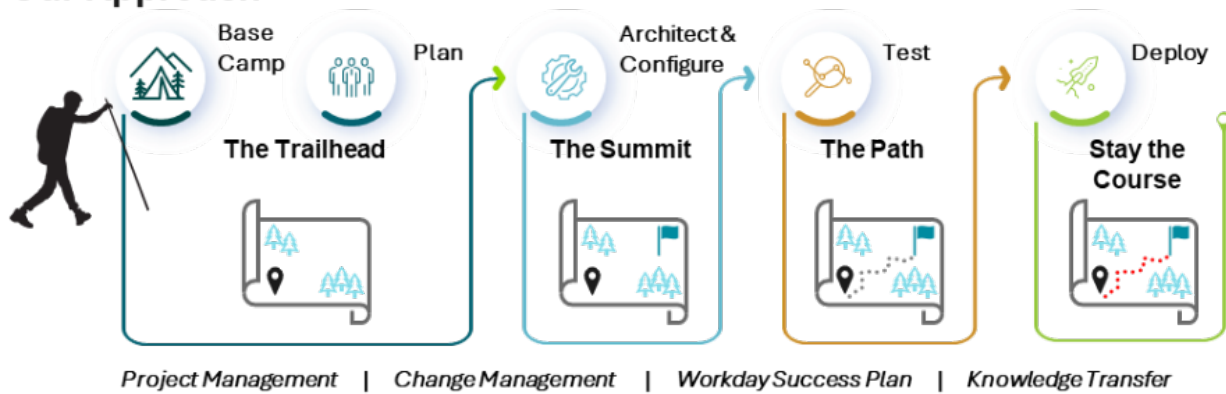 Base
Camp
Plan
Architect &
Configure
Test
Deploy
The Trailhead
The Summit
The Path
Stay the
Course
Project Management | Change Management | Workday Success Plan | Knowledge Transfer